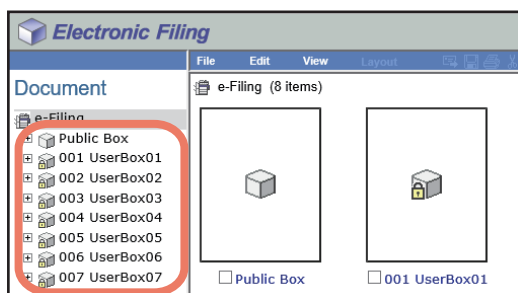 Electronic Filing
File Edit View Layout
Document
e-Filing (8 items)
e-Filing
Public Box
001 UserBox01
002 UserBox02
003 UserBox03
004 UserBox04
005 UserBox05
006 UserBox06
007 UserBox07
Public Box
001 UserBox01